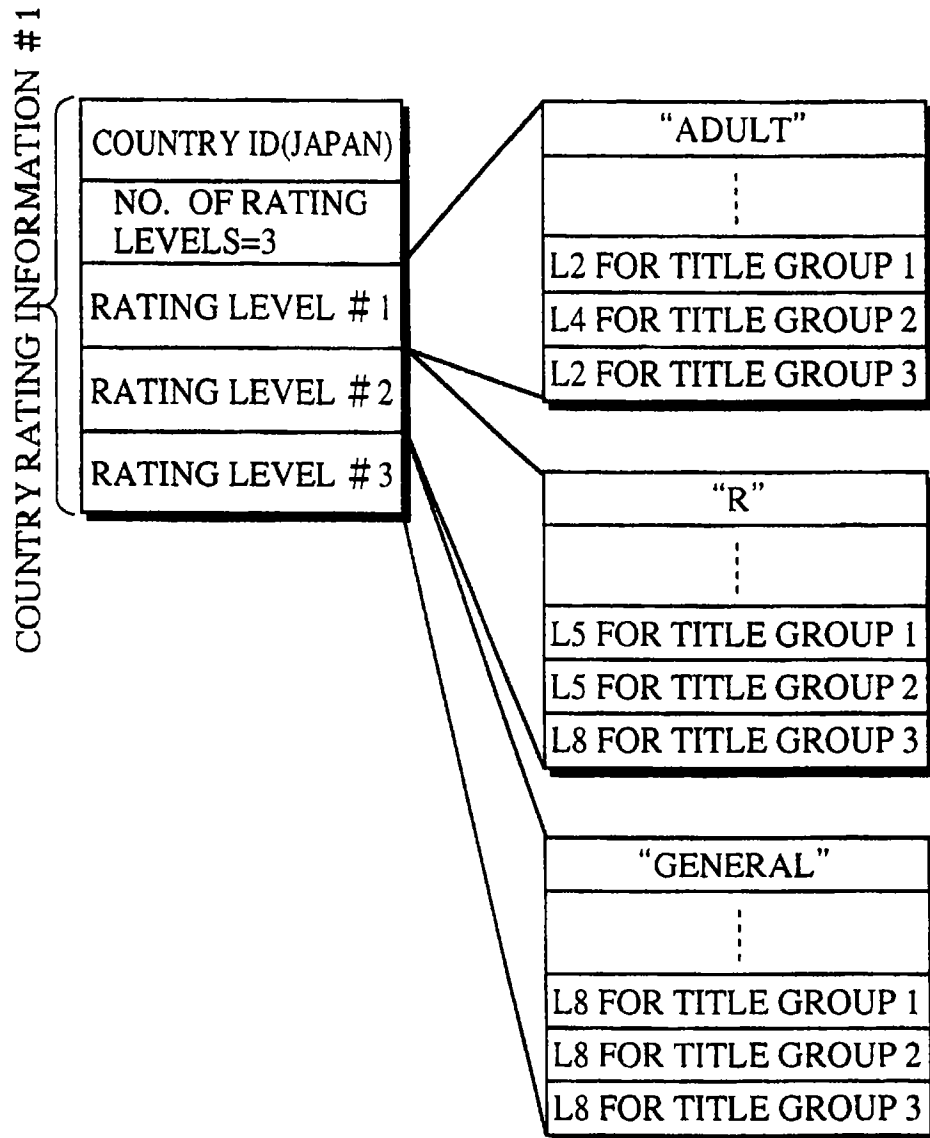 COUNTRY RATING INFORMATION #1
COUNTRY ID(JAPAN)
NO. OF RATING
LEVELS=3
RATING LEVEL #1
RATING LEVEL #2
RATING LEVEL #3
“ADULT”
L2 FOR TITLE GROUP 1
L4 FOR TITLE GROUP 2
L2 FOR TITLE GROUP 3
“R”
L5 FOR TITLE GROUP 1
L5 FOR TITLE GROUP 2
L8 FOR TITLE GROUP 3
“GENERAL”
L8 FOR TITLE GROUP 1
L8 FOR TITLE GROUP 2
L8 FOR TITLE GROUP 3